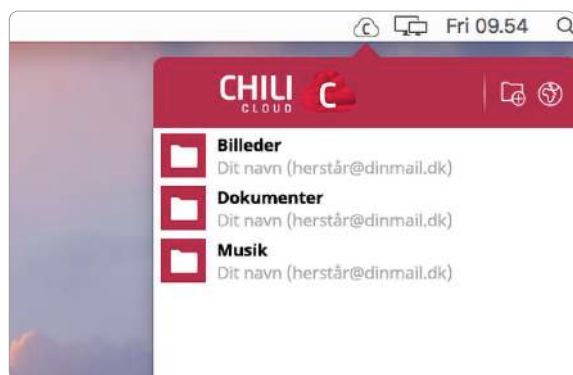 C Fri 09.54
CHILI C
CLOUD
Billeder
Dit navn (herstår@dinmail.dk)
Dokumenter
Dit navn (herstår@dinmail.dk)
Musik
Dit navn (herstår@dinmail.dk)